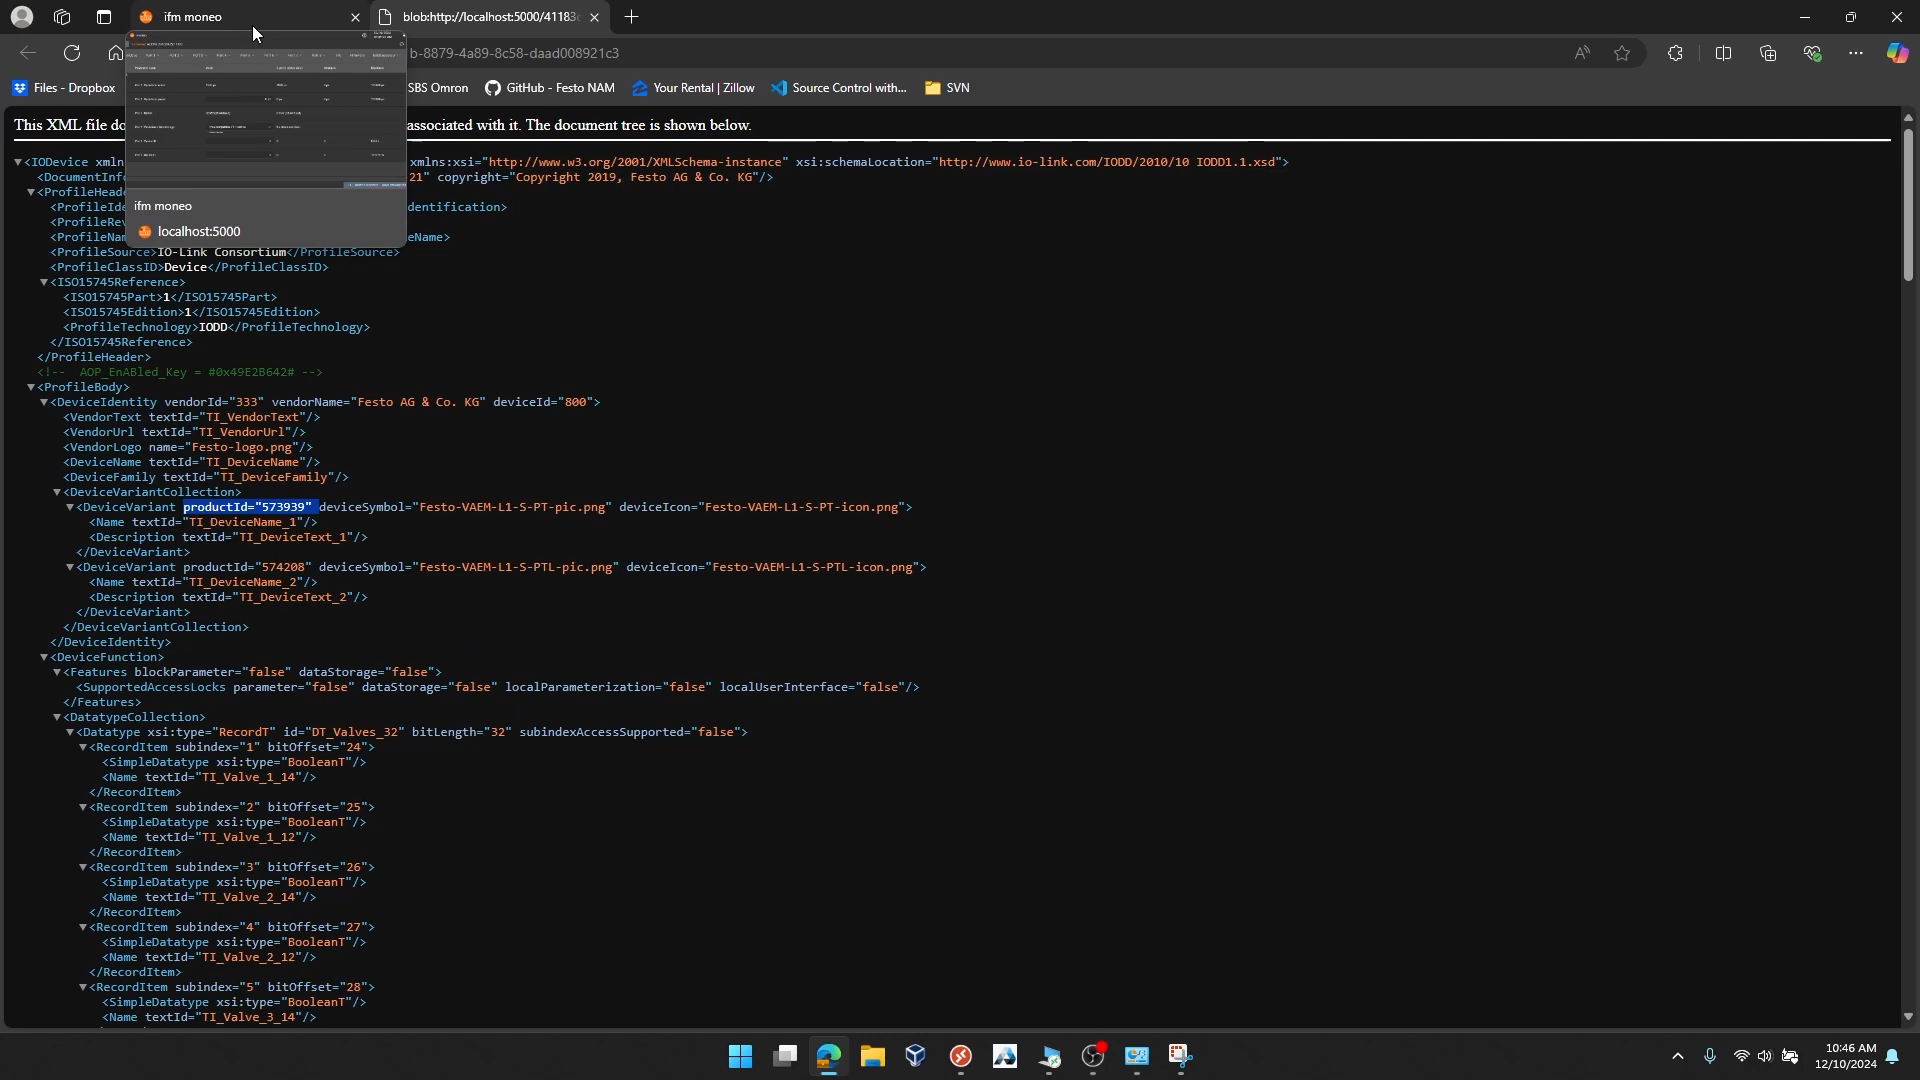 ifm moneo
blob:http://localhost:5000/41183
b-8879-4a89-8c58-daad008921c3
Files - Dropbox
SBS Omron
GitHub - Festo NAM
Your Rental | Zillow
Source Control with...
SVN
This XML file do
associated with it. The document tree is shown below.
▼<IODevice xmln
xmlns:xsi="http://www.w3.org/2001/XMLSchema-instance" xsi:schemaLocation="http://www.io-link.com/IODD/2010/10 IODD1.1.xsd">
<DocumentInfo
21" copyright="Copyright 2019, Festo AG & Co. KG"/>
▼<ProfileHeade
<ProfileIde
dentification>
<ProfileRev
<ProfileNam
eName>
ifm moneo
localhost:5000
<ProfileSource>IO-Link Consortium</ProfileSource>
<ProfileClassID>Device</ProfileClassID>
▼<ISO15745Reference>
<ISO15745Part>1</ISO15745Part>
<ISO15745Edition>1</ISO15745Edition>
<ProfileTechnology>IODD</ProfileTechnology>
</ISO15745Reference>
</ProfileHeader>
<!-- AOP_EnABled_Key = #0x49E2B642# -->
▼<ProfileBody>
▼<DeviceIdentity vendorId="333" vendorName="Festo AG & Co. KG" deviceId="800">
<VendorText textId="TI_VendorText"/>
<VendorUrl textId="TI_VendorUrl"/>
<VendorLogo name="Festo-logo.png"/>
<DeviceName textId="TI_DeviceName"/>
<DeviceFamily textId="TI_DeviceFamily"/>
▼<DeviceVariantCollection>
▼<DeviceVariant productId="573939" deviceSymbol="Festo-VAEM-L1-S-PT-pic.png" deviceIcon="Festo-VAEM-L1-S-PT-icon.png">
<Name textId="TI_DeviceName_1"/>
<Description textId="TI_DeviceText_1"/>
</DeviceVariant>
▼<DeviceVariant productId="574208" deviceSymbol="Festo-VAEM-L1-S-PTL-pic.png" deviceIcon="Festo-VAEM-L1-S-PTL-icon.png">
<Name textId="TI_DeviceName_2"/>
<Description textId="TI_DeviceText_2"/>
</DeviceVariant>
</DeviceVariantCollection>
</DeviceIdentity>
▼<DeviceFunction>
▼<Features blockParameter="false" dataStorage="false">
<SupportedAccessLocks parameter="false" dataStorage="false" localParameterization="false" localUserInterface="false"/>
</Features>
▼<DatatypeCollection>
▼<Datatype xsi:type="RecordT" id="DT_Valves_32" bitLength="32" subindexAccessSupported="false">
▼<RecordItem subindex="1" bitOffset="24">
<SimpleDatatype xsi:type="BooleanT"/>
<Name textId="TI_Valve_1_14"/>
</RecordItem>
▼<RecordItem subindex="2" bitOffset="25">
<SimpleDatatype xsi:type="BooleanT"/>
<Name textId="TI_Valve_1_12"/>
</RecordItem>
▼<RecordItem subindex="3" bitOffset="26">
<SimpleDatatype xsi:type="BooleanT"/>
<Name textId="TI_Valve_2_14"/>
</RecordItem>
▼<RecordItem subindex="4" bitOffset="27">
<SimpleDatatype xsi:type="BooleanT"/>
<Name textId="TI_Valve_2_12"/>
</RecordItem>
▼<RecordItem subindex="5" bitOffset="28">
<SimpleDatatype xsi:type="BooleanT"/>
<Name textId="TI_Valve_3_14"/>
10:46 AM
12/10/2024